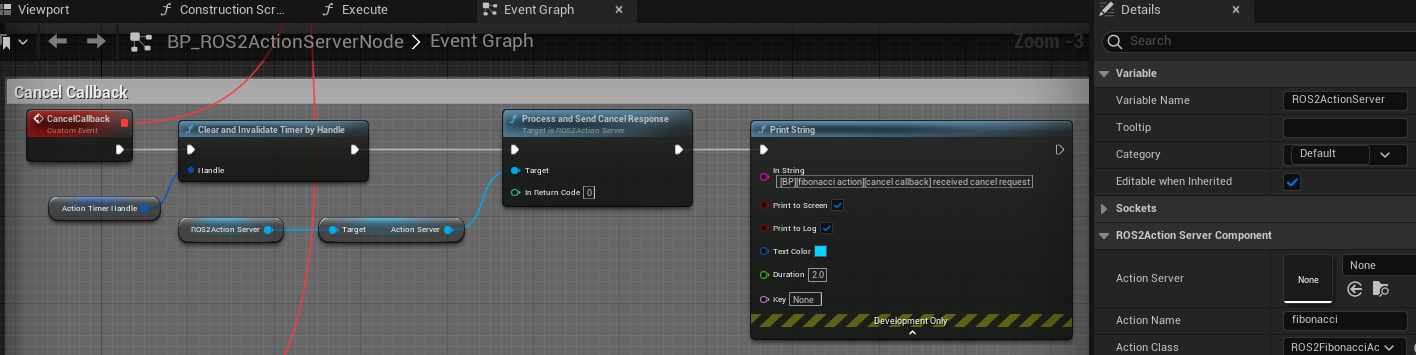 Viewport
Construction Scr...
Execute
Event Graph
Details
BP_ROS2ActionServerNode > Event Graph
Zoom -3
Search
Cancel Callback
CancelCallback
Custom Event
Clear and Invalidate Timer by Handle
Handle
Action Timer Handle
ROS2Action Server
Target
Action Server
Process and Send Cancel Response
Target is ROS2Action Server
Target
In Return Code 0
Print String
In String
[BP][fibonacci action][cancel callback] received cancel request
Print to Screen
Print to Log
Text Color
Duration 2.0
Key None
Development Only
Variable
Variable Name ROS2ActionServer
Tooltip
Category Default
Editable when Inherited
Sockets
ROS2Action Server Component
Action Server None None
Action Name fibonacci
Action Class ROS2FibonacciAc